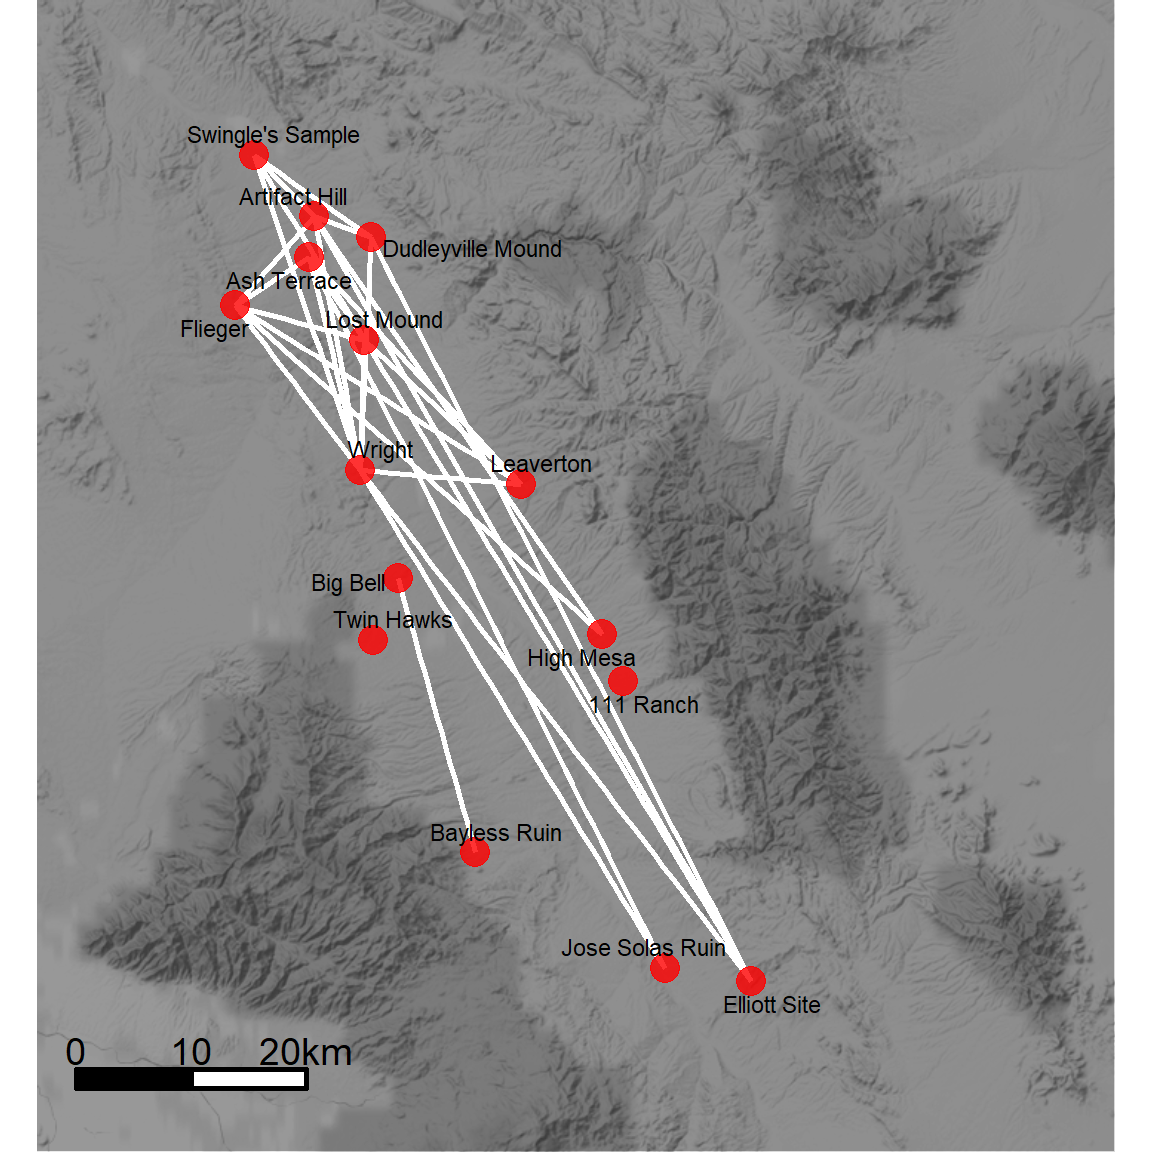 Swingle's Sample
Artifact Hill
Dudleyville Mound
Ash Terrace
Lost Mound
Flieger
Wright
Leaverton
Big Bell
Twin Hawks
High Mesa
111 Ranch
Bayless Ruin
Jose Solas Ruin
Elliott Site
0 10 20km